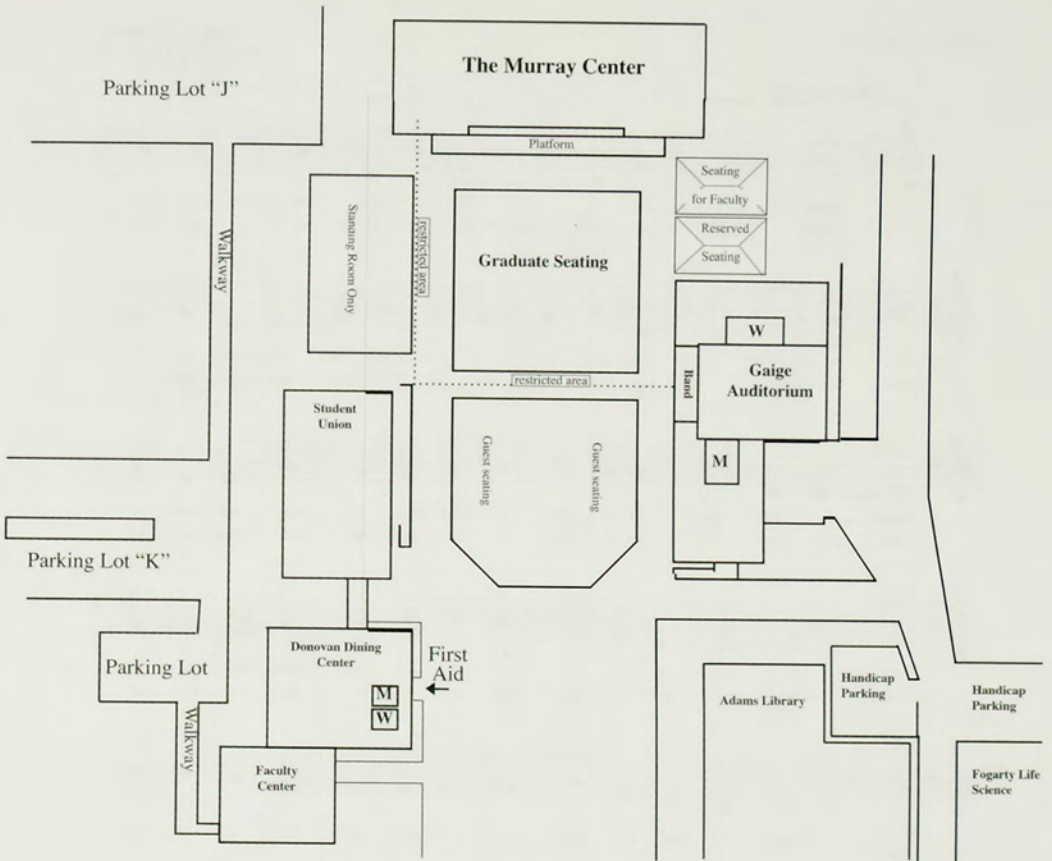 The Murray Center
Parking Lot “J”
Platform
Seating
for Faculty
Reserved
Seating
Walkway
Standing Room Only
restricted area
Graduate Seating
W
Gaige
Auditorium
Band
restricted area
Student
Union
Guest seating
Guest seating
M
Parking Lot “K”
Donovan Dining
Center
First
Aid
Parking Lot
M
W
Adams Library
Handicap
Parking
Handicap
Parking
Walkway
Faculty
Center
Fogarty Life
Science